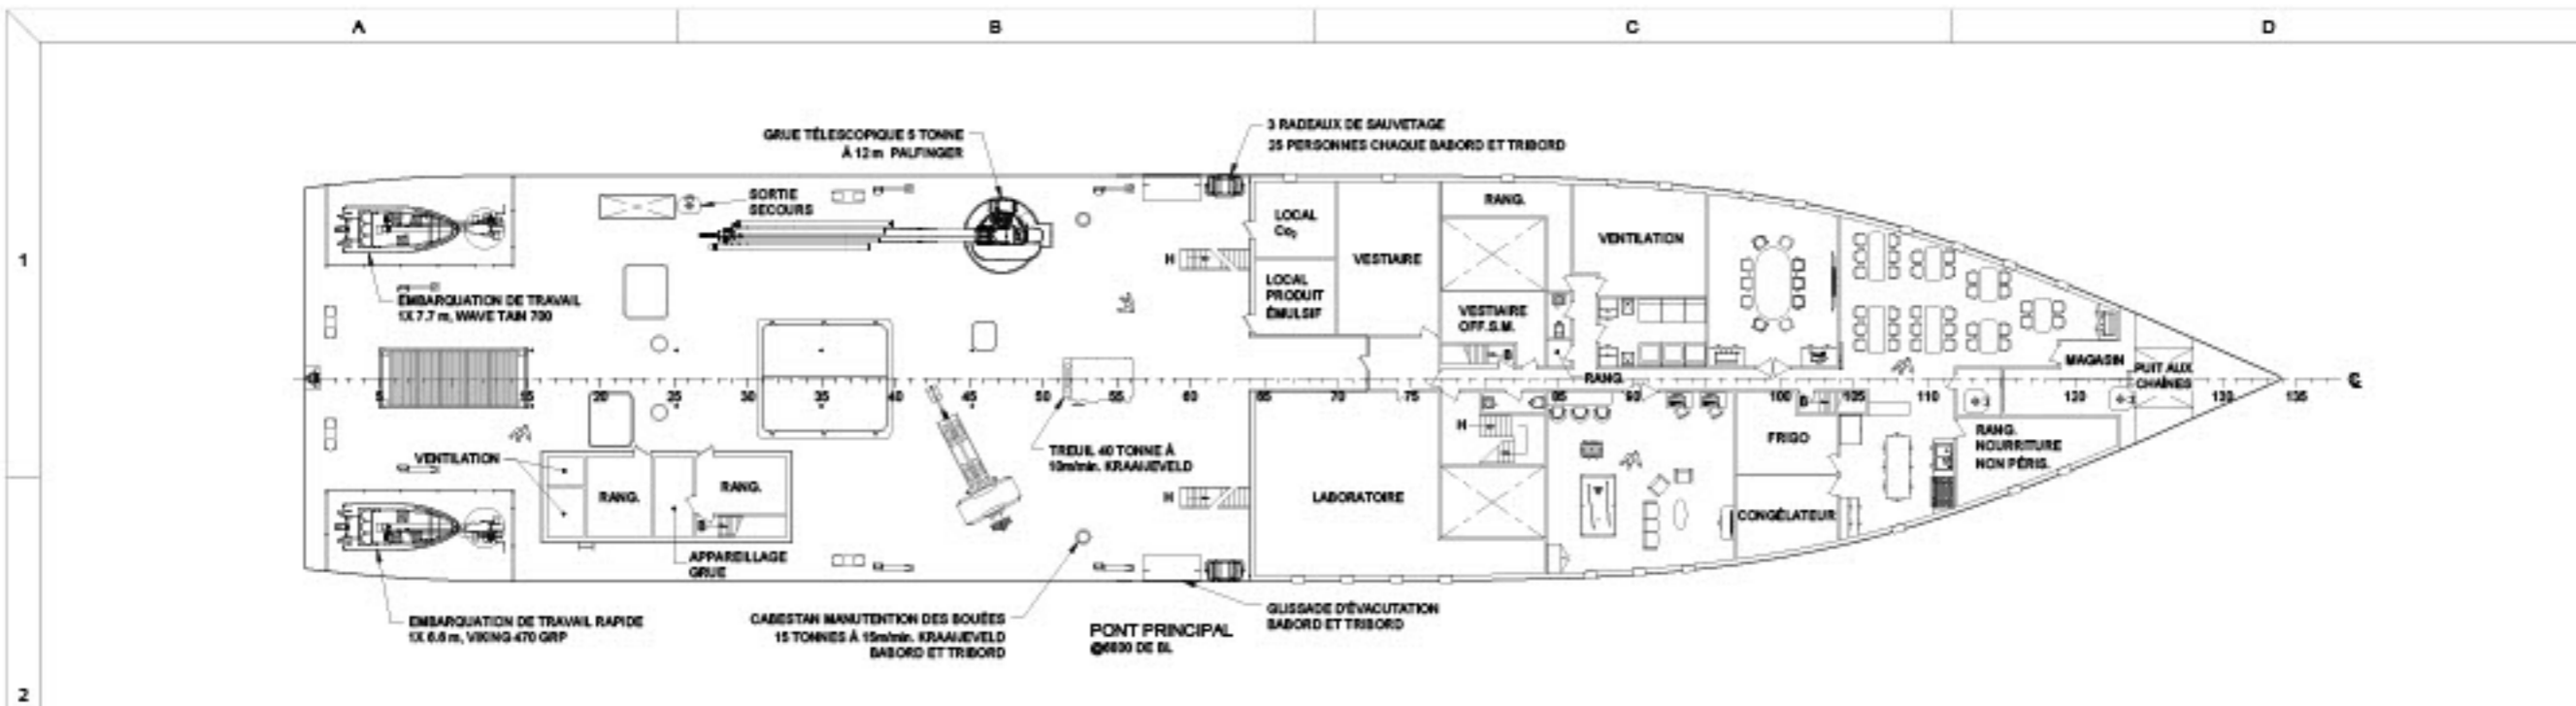 A
B
C
D
1
2
GRUE TÉLESCOPIQUE 5 TONNE
À 12 m PALFINGER
3 RADEAUX DE SAUVETAGE
25 PERSONNES CHAQUE BABORD ET TRIBORD
SORTIE
SECOURS
EMBARQUATION DE TRAVAIL
1X 7.7 m, WAVE TAIN 700
LOCAL
Co₂
LOCAL
PRODUIT
ÉMULSIF
VESTIAIRE
RANG.
VESTIAIRE
OFF.S.M.
VENTILATION
H
B
RANG.
MAGASIN
PUIT AUX
CHAÎNES
5
15
20
25
30
35
40
45
50
55
60
65
70
75
85
90
100
105
110
120
130
135
VENTILATION
RANG.
RANG.
B
APPAREILLAGE
GRUE
TREUIL 40 TONNE À
10m/min. KRAAIJEVELD
H
LABORATOIRE
H
B
FRIGO
CONGÉLATEUR
RANG.
NOURRITURE
NON PÉRIS.
EMBARQUATION DE TRAVAIL RAPIDE
1X 6.6 m, VIKING 470 GRP
CABESTAN MANUTENTION DES BOUÉES
15 TONNES À 15m/min. KRAAIJEVELD
BABORD ET TRIBORD
PONT PRINCIPAL
GLISSADE D'ÉVACUTATION
BABORD ET TRIBORD